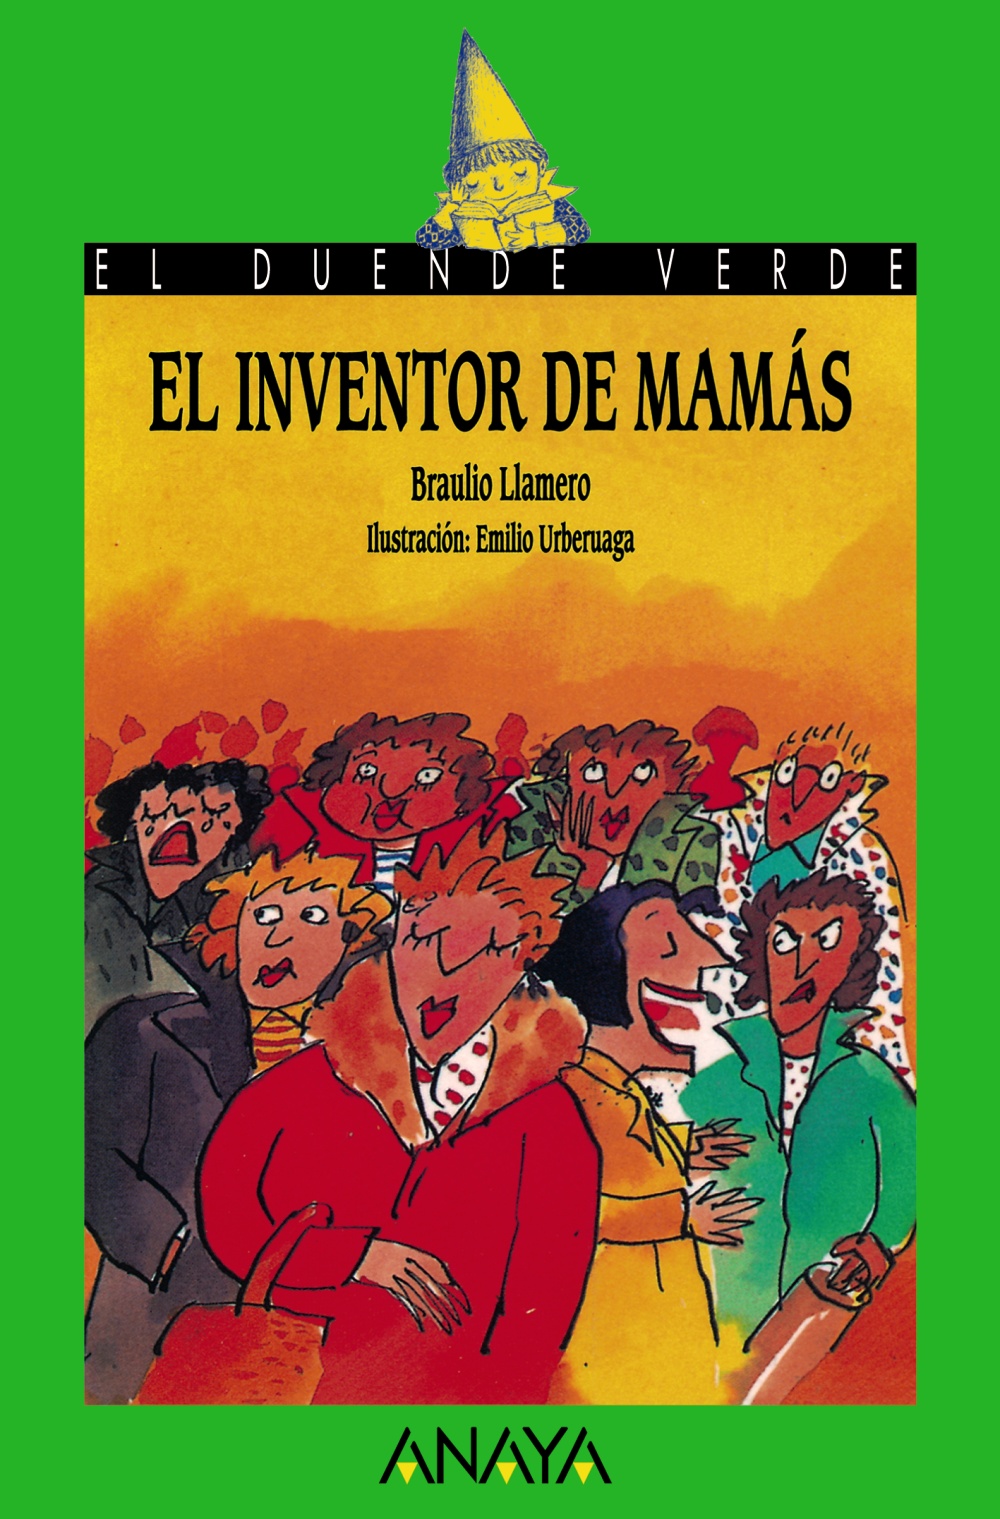 EL DUENDE VERDE
EL INVENTOR DE MAMÁS
Braulio Llamero
Ilustración: Emilio Urberuaga
ANAYA